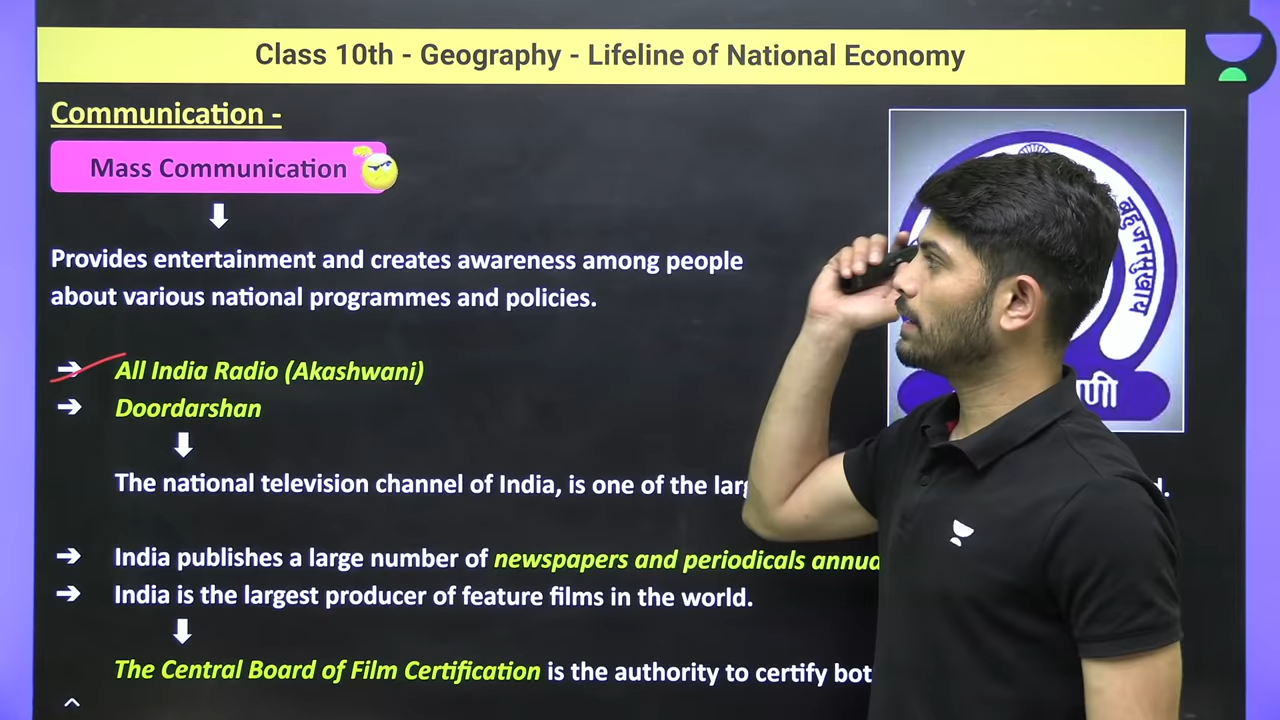 Class 10th - Geography - Lifeline of National Economy
Communication -
Mass Communication
Provides entertainment and creates awareness among people
about various national programmes and policies.
➔ All India Radio (Akashwani)
➔ Doordarshan
The national television channel of India, is one of the
➔ India publishes a large number of newspapers and periodicals
➔ India is the largest producer of feature films in the world.
The Central Board of Film Certification is the authority to certify
बहुजनसुखाय